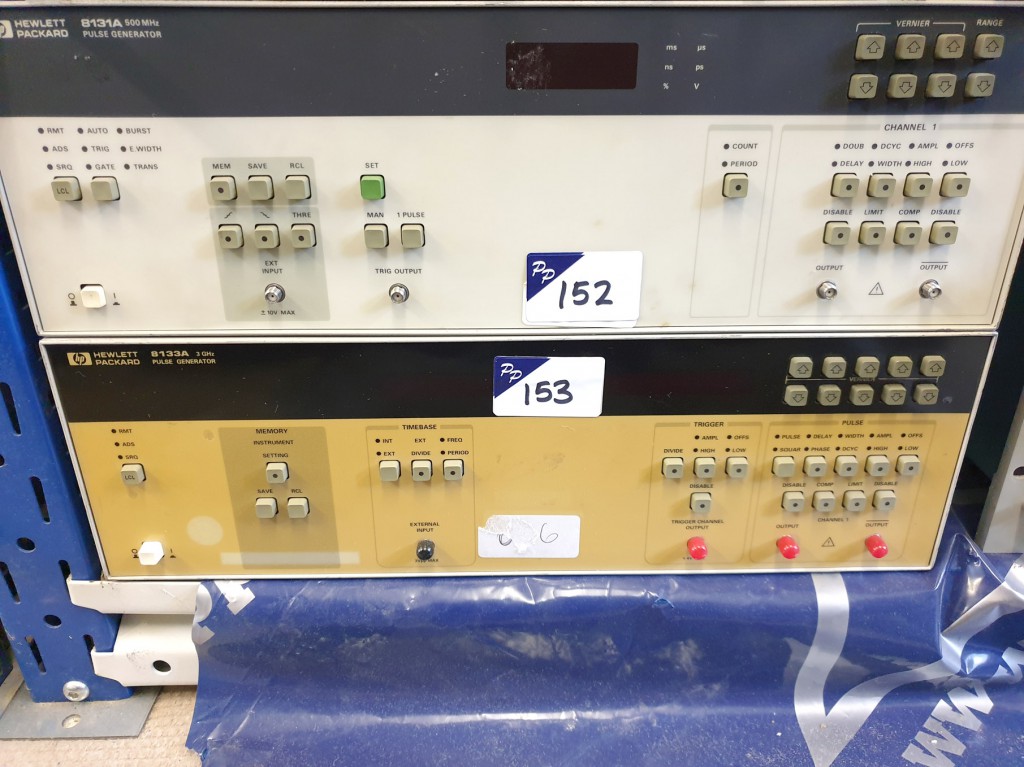 hp HEWLETT PACKARD 8131A 500 MHz PULSE GENERATOR
ms µs
ns ps
% V
VERNIER RANGE
RMT AUTO BURST
ADS TRIG E.WIDTH
SRQ GATE TRANS
LCL
MEM SAVE RCL
SET
THRE
MAN 1 PULSE
EXT INPUT
± 10V MAX
TRIG OUTPUT
COUNT
PERIOD
CHANNEL 1
DOUB DCYC AMPL OFFS
DELAY WIDTH HIGH LOW
DISABLE LIMIT COMP DISABLE
OUTPUT OUTPUT
O I
PP 152
hp HEWLETT PACKARD 8133A 3 GHz PULSE GENERATOR
PP 153
VERNIER
RMT
ADS
SRQ
LCL
MEMORY
INSTRUMENT SETTING
SAVE RCL
TIMEBASE
INT EXT FREQ
EXT DIVIDE PERIOD
EXTERNAL INPUT
TRIGGER
AMPL OFFS
DIVIDE HIGH LOW
DISABLE
TRIGGER CHANNEL OUTPUT
PULSE
PULSE DELAY WIDTH AMPL OFFS
SQUAR PHASE DCYC HIGH LOW
DISABLE COMP LIMIT DISABLE
CHANNEL 1
OUTPUT OUTPUT
O I
6